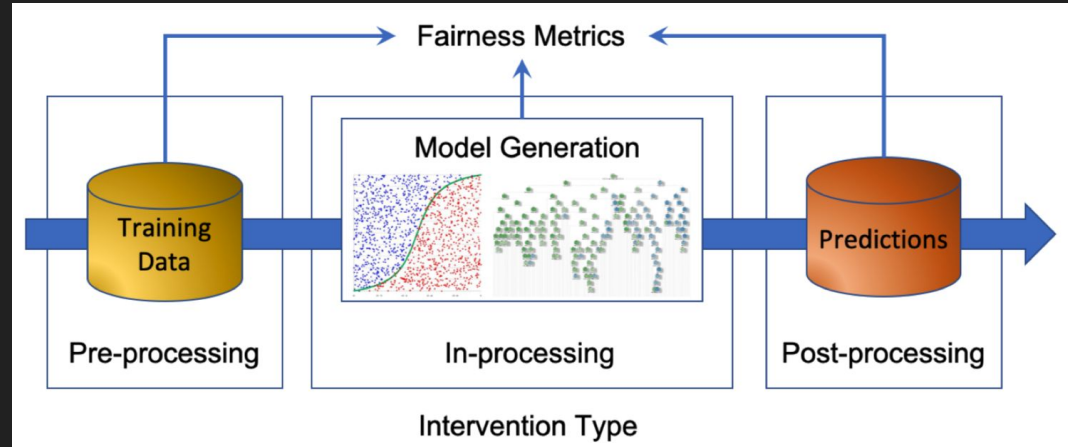 Fairness Metrics
Model Generation
Training
Data
Predictions
Pre-processing
In-processing
Post-processing
Intervention Type